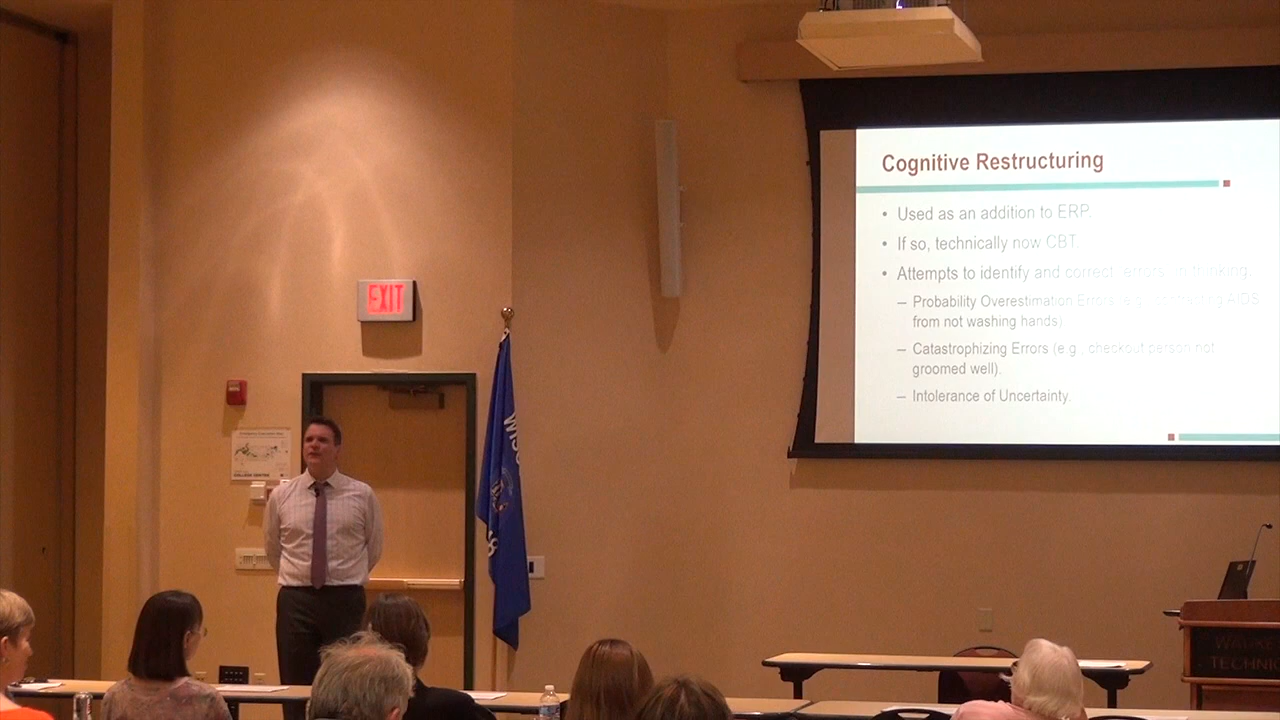 Cognitive Restructuring
• Used as an addition to ERP.
• If so, technically now CBT.
• Attempts to identify and correct errors in thinking.
– Probability Overestimation Errors (e.g., contracting AIDS
from not washing hands)
– Catastrophizing Errors (e.g., checkout person not
groomed well).
– Intolerance of Uncertainty.
EXIT
WISC
TECHNIC